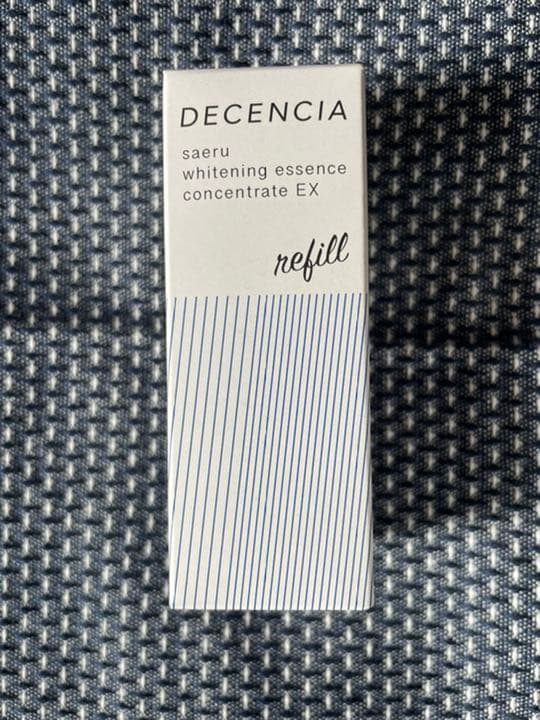 DECENCIA
saeru
whitening essence
concentrate EX
refill